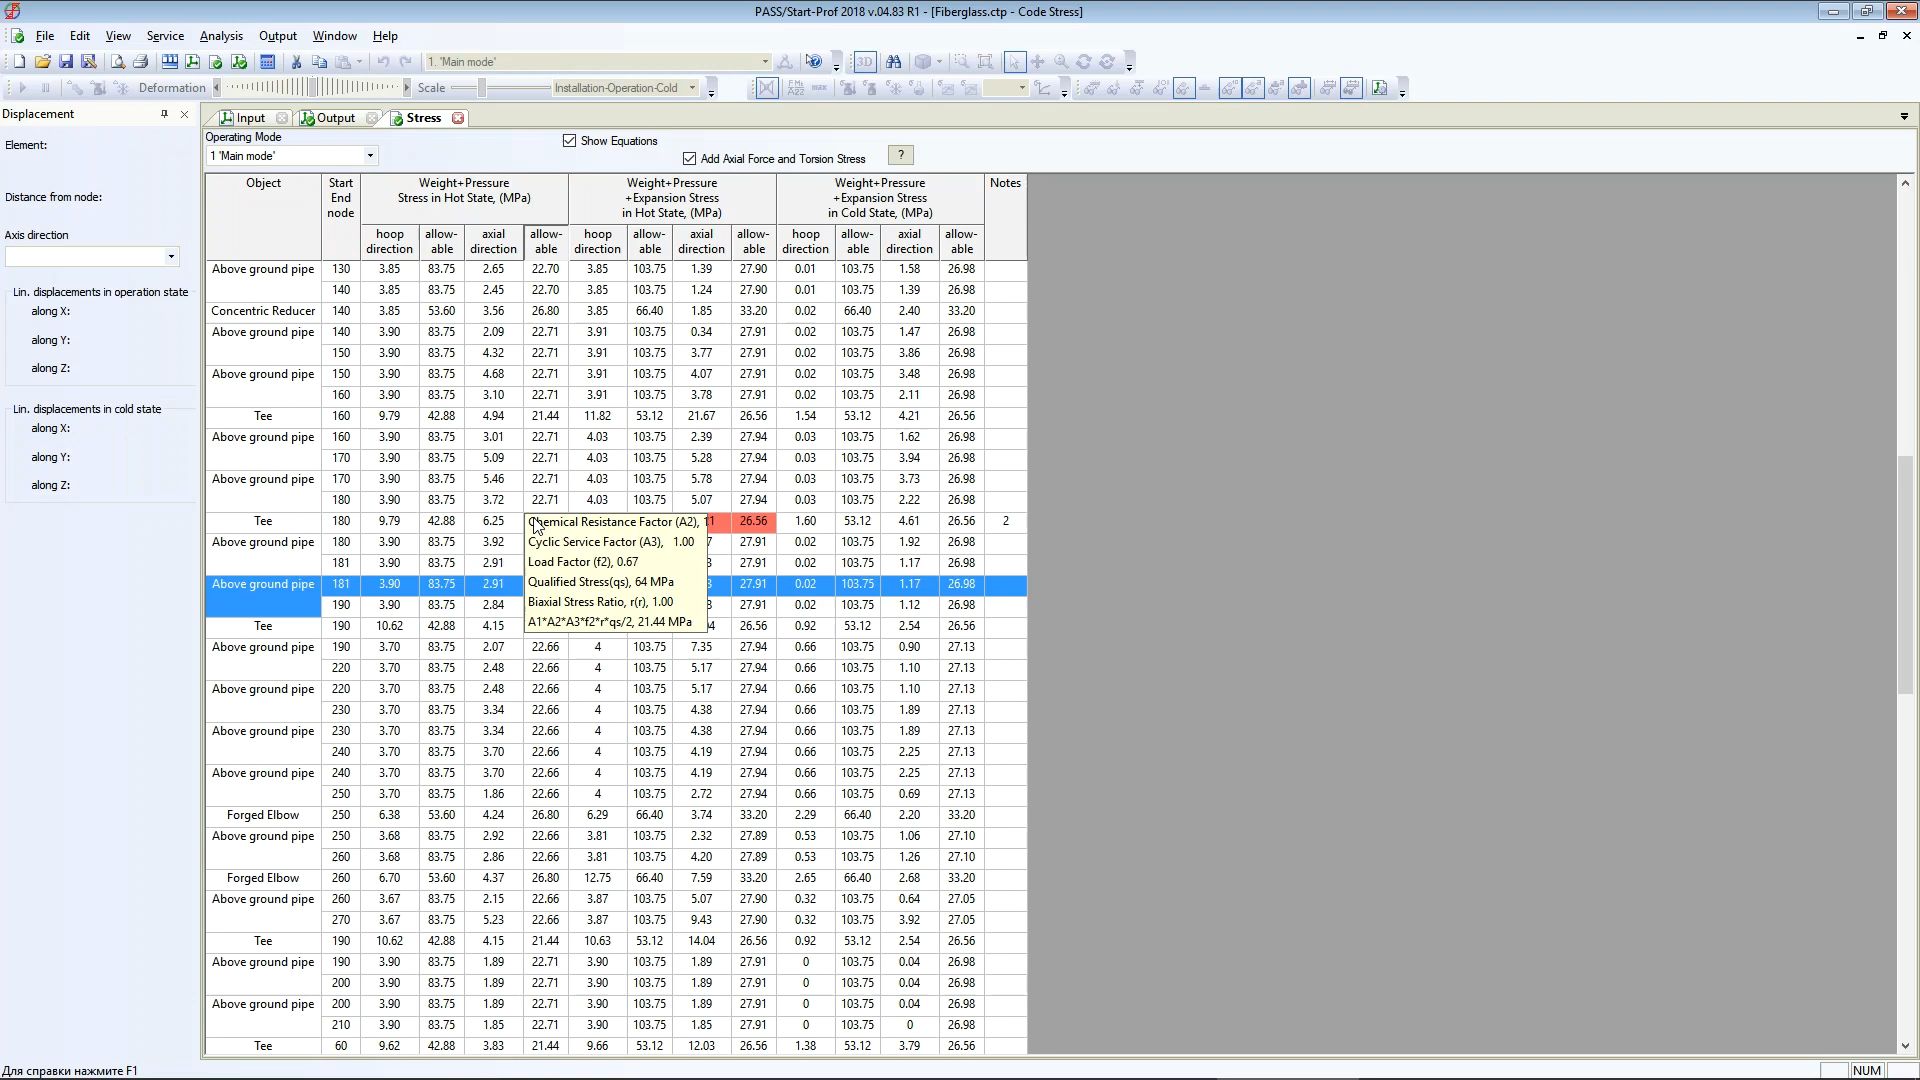 PASS/Start-Prof 2018 v.04.83 R1 - [Fiberglass.ctp - Code Stress]
File Edit View Service Analysis Output Window Help
1. 'Main mode'
3D
Deformation Scale Installation-Operation-Cold
Displacement
Element:
Distance from node:
Axis direction
Lin. displacements in operation state
along X:
along Y:
along Z:
Lin. displacements in cold state
along X:
along Y:
along Z:
Input Output Stress
Operating Mode
1 'Main mode'
Show Equations
Add Axial Force and Torsion Stress ?
Object Start End node Weight+Pressure Stress in Hot State, (MPa) Weight+Pressure +Expansion Stress in Hot State, (MPa) Weight+Pressure +Expansion Stress in Cold State, (MPa) Notes
hoop direction allow-able axial direction allow-able hoop direction allow-able axial direction allow-able hoop direction allow-able axial direction allow-able
Above ground pipe 130 3.85 83.75 2.65 22.70 3.85 103.75 1.39 27.90 0.01 103.75 1.58 26.98
140 3.85 83.75 2.45 22.70 3.85 103.75 1.24 27.90 0.01 103.75 1.39 26.98
Concentric Reducer 140 3.85 53.60 3.56 26.80 3.85 66.40 1.85 33.20 0.02 66.40 2.40 33.20
Above ground pipe 140 3.90 83.75 2.09 22.71 3.91 103.75 0.34 27.91 0.02 103.75 1.47 26.98
150 3.90 83.75 4.32 22.71 3.91 103.75 3.77 27.91 0.02 103.75 3.86 26.98
Above ground pipe 150 3.90 83.75 4.68 22.71 3.91 103.75 4.07 27.91 0.02 103.75 3.48 26.98
160 3.90 83.75 3.10 22.71 3.91 103.75 3.78 27.91 0.02 103.75 2.11 26.98
Tee 160 9.79 42.88 4.94 21.44 11.82 53.12 21.67 26.56 1.54 53.12 4.21 26.56
Above ground pipe 160 3.90 83.75 3.01 22.71 4.03 103.75 2.39 27.94 0.03 103.75 1.62 26.98
170 3.90 83.75 5.09 22.71 4.03 103.75 5.28 27.94 0.03 103.75 3.94 26.98
Above ground pipe 170 3.90 83.75 5.46 22.71 4.03 103.75 5.78 27.94 0.03 103.75 3.73 26.98
180 3.90 83.75 3.72 22.71 4.03 103.75 5.07 27.94 0.03 103.75 2.22 26.98
Tee 180 9.79 42.88 6.25 Chemical Resistance Factor (A2), 1 26.56 1.60 53.12 4.61 26.56 2
Above ground pipe 180 3.90 83.75 3.92 Cyclic Service Factor (A3), 1.00 7 27.91 0.02 103.75 1.92 26.98
181 3.90 83.75 2.91 Load Factor (f2), 0.67 3 27.91 0.02 103.75 1.17 26.98
Above ground pipe 181 3.90 83.75 2.91 Qualified Stress(qs), 64 MPa 3 27.91 0.02 103.75 1.17 26.98
190 3.90 83.75 2.84 Biaxial Stress Ratio, r(r), 1.00 27.91 0.02 103.75 1.12 26.98
Tee 190 10.62 42.88 4.15 A1*A2*A3*f2*r*qs/2, 21.44 MPa 4 26.56 0.92 53.12 2.54 26.56
Above ground pipe 190 3.70 83.75 2.07 22.66 4 103.75 7.35 27.94 0.66 103.75 0.90 27.13
220 3.70 83.75 2.48 22.66 4 103.75 5.17 27.94 0.66 103.75 1.10 27.13
Above ground pipe 220 3.70 83.75 2.48 22.66 4 103.75 5.17 27.94 0.66 103.75 1.10 27.13
230 3.70 83.75 3.34 22.66 4 103.75 4.38 27.94 0.66 103.75 1.89 27.13
Above ground pipe 230 3.70 83.75 3.34 22.66 4 103.75 4.38 27.94 0.66 103.75 1.89 27.13
240 3.70 83.75 3.70 22.66 4 103.75 4.19 27.94 0.66 103.75 2.25 27.13
Above ground pipe 240 3.70 83.75 3.70 22.66 4 103.75 4.19 27.94 0.66 103.75 2.25 27.13
250 3.70 83.75 1.86 22.66 4 103.75 2.72 27.94 0.66 103.75 0.69 27.13
Forged Elbow 250 6.38 53.60 4.24 26.80 6.29 66.40 3.74 33.20 2.29 66.40 2.20 33.20
Above ground pipe 250 3.68 83.75 2.92 22.66 3.81 103.75 2.32 27.89 0.53 103.75 1.06 27.10
260 3.68 83.75 2.86 22.66 3.81 103.75 4.20 27.89 0.53 103.75 1.26 27.10
Forged Elbow 260 6.70 53.60 4.37 26.80 12.75 66.40 7.59 33.20 2.65 66.40 2.68 33.20
Above ground pipe 260 3.67 83.75 2.15 22.66 3.87 103.75 5.07 27.90 0.32 103.75 0.64 27.05
270 3.67 83.75 5.23 22.66 3.87 103.75 9.43 27.90 0.32 103.75 3.92 27.05
Tee 190 10.62 42.88 4.15 21.44 10.63 53.12 14.04 26.56 0.92 53.12 2.54 26.56
Above ground pipe 190 3.90 83.75 1.89 22.71 3.90 103.75 1.89 27.91 0 103.75 0.04 26.98
200 3.90 83.75 1.89 22.71 3.90 103.75 1.89 27.91 0 103.75 0.04 26.98
Above ground pipe 200 3.90 83.75 1.89 22.71 3.90 103.75 1.89 27.91 0 103.75 0.04 26.98
210 3.90 83.75 1.85 22.71 3.90 103.75 1.85 27.91 0 103.75 0 26.98
Tee 60 9.62 42.88 3.83 21.44 9.66 53.12 12.03 26.56 1.38 53.12 3.79 26.56
Для справки нажмите F1 NUM